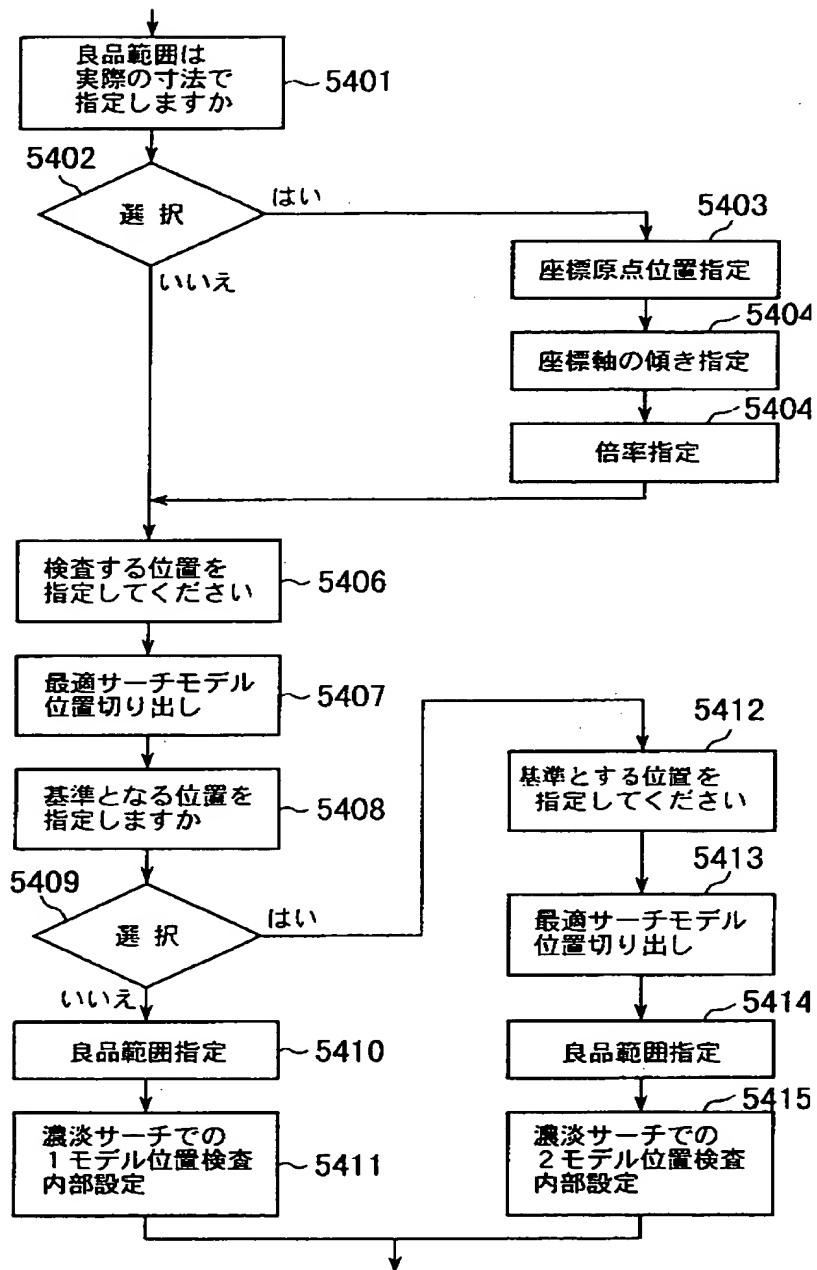 良品範囲は
実際の寸法で
指定しますか
5401
5402
選択
はい
いいえ
5403
座標原点位置指定
5404
座標軸の傾き指定
5404
倍率指定
検査する位置を
指定してください
5406
最適サーチモデル
位置切り出し
5407
基準となる位置を
指定しますか
5408
5409
選択
はい
いいえ
良品範囲指定
5410
濃淡サーチでの
1モデル位置検査
内部設定
5411
5412
基準とする位置を
指定してください
5413
最適サーチモデル
位置切り出し
5414
良品範囲指定
5415
濃淡サーチでの
2モデル位置検査
内部設定